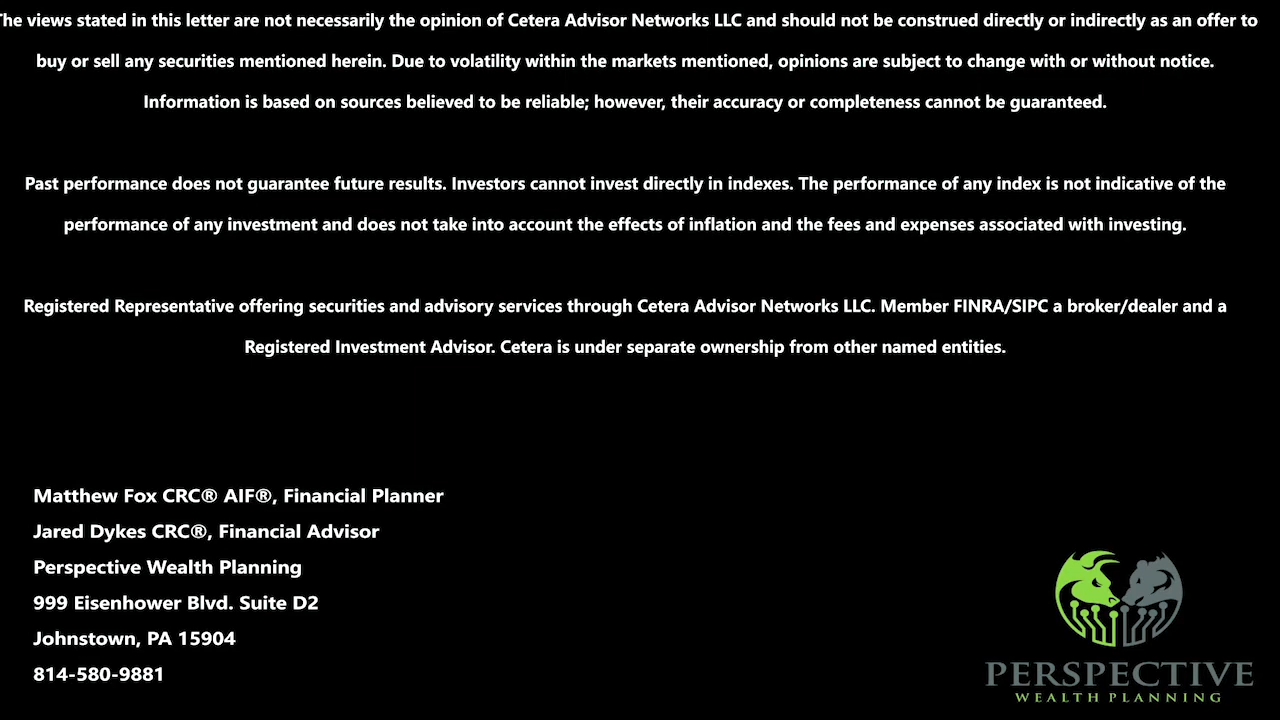 The views stated in this letter are not necessarily the opinion of Cetera Advisor Networks LLC and should not be construed directly or indirectly as an offer to
buy or sell any securities mentioned herein. Due to volatility within the markets mentioned, opinions are subject to change with or without notice.
Information is based on sources believed to be reliable; however, their accuracy or completeness cannot be guaranteed.
Past performance does not guarantee future results. Investors cannot invest directly in indexes. The performance of any index is not indicative of the
performance of any investment and does not take into account the effects of inflation and the fees and expenses associated with investing.
Registered Representative offering securities and advisory services through Cetera Advisor Networks LLC. Member FINRA/SIPC a broker/dealer and a
Registered Investment Advisor. Cetera is under separate ownership from other named entities.
Matthew Fox CRC® AIF®, Financial Planner
Jared Dykes CRC®, Financial Advisor
Perspective Wealth Planning
999 Eisenhower Blvd. Suite D2
Johnstown, PA 15904
814-580-9881
PERSPECTIVE
WEALTH PLANNING